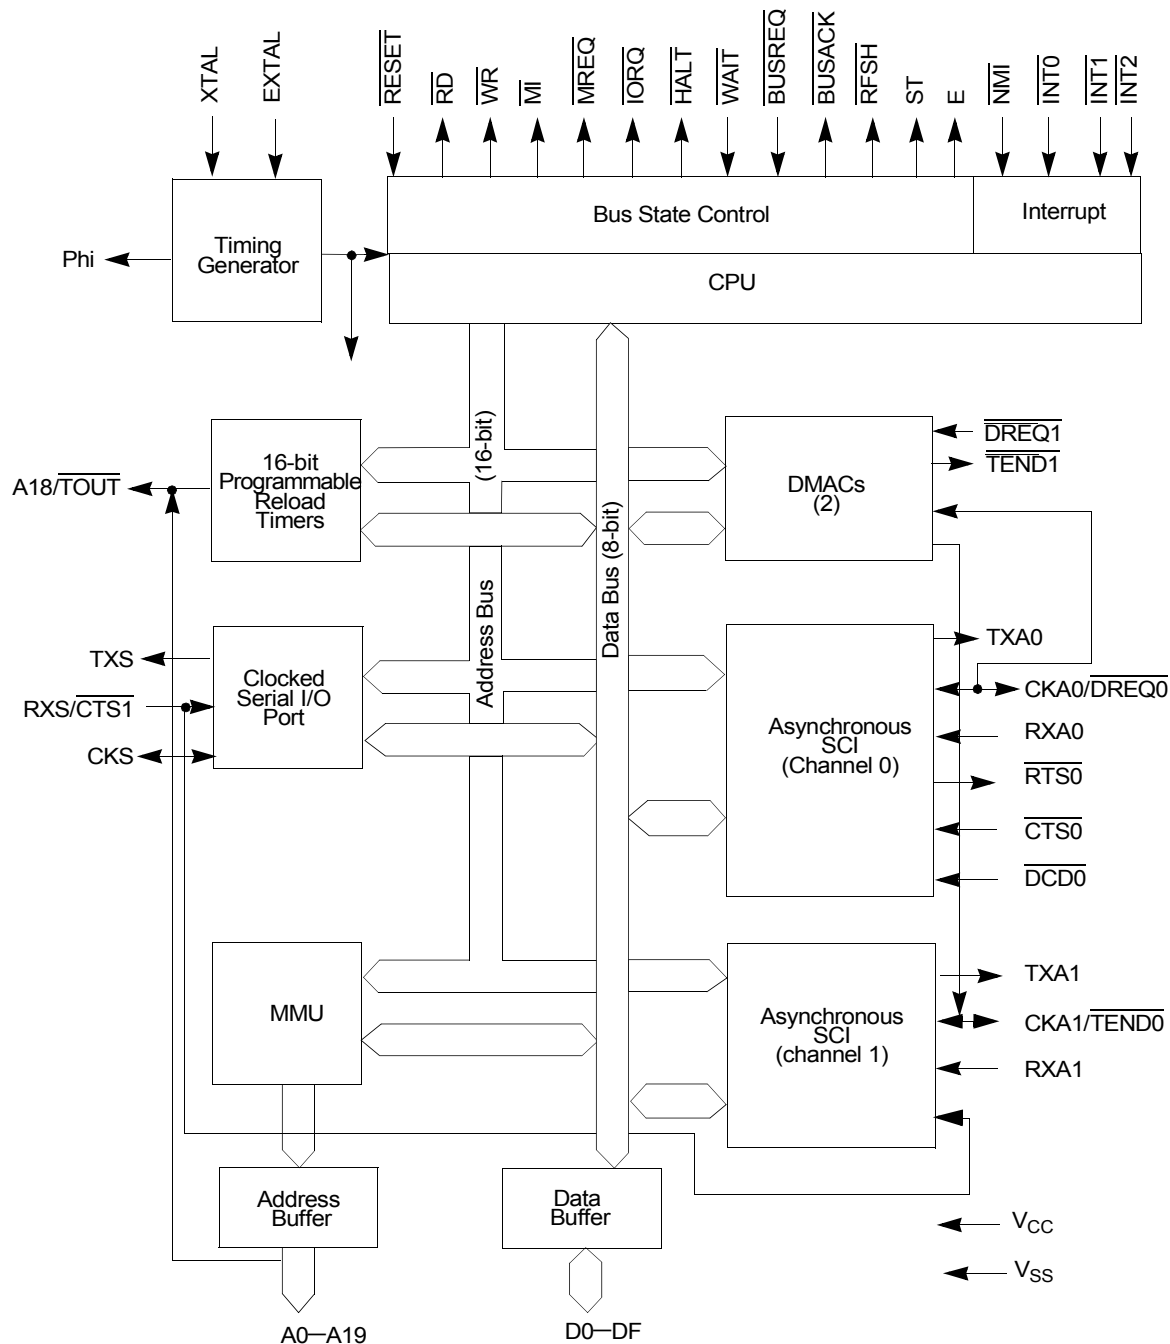 XTAL
EXTAL
RESET
RD
WR
MI
MREQ
IORQ
HALT
WAIT
BUSREQ
BUSACK
RFSH
ST
E
NMI
INT0
INT1
INT2
Phi
Timing
Generator
Bus State Control
Interrupt
CPU
(16-bit)
Address Bus
Data Bus (8-bit)
A18/TOUT
16-bit
Programmable
Reload
Timers
DMACs
(2)
DREQ1
TEND1
TXS
RXS/CTS1
CKS
Clocked
Serial I/O
Port
Asynchronous
SCI
(Channel 0)
TXA0
CKA0/DREQ0
RXA0
RTS0
CTS0
DCD0
MMU
Asynchronous
SCI
(channel 1)
TXA1
CKA1/TEND0
RXA1
Address
Buffer
Data
Buffer
VCC
VSS
A0—A19
D0—DF